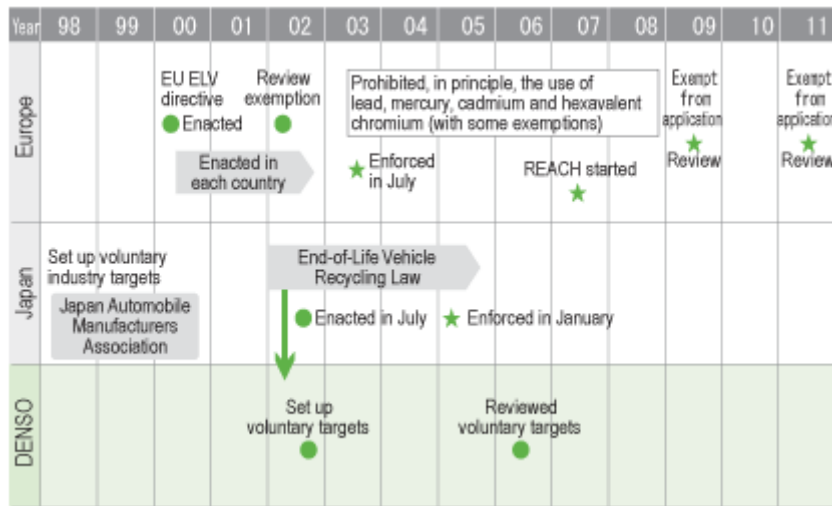 Year 98 99 00 01 02 03 04 05 06 07 08 09 10 11
Europe
EU ELV
directive
Enacted
Review
exemption
Prohibited, in principle, the use of
lead, mercury, cadmium and hexavalent
chromium (with some exemptions)
Exempt
from
application
Review
Exempt
from
application
Review
Enacted in
each country
Enforced
in July
REACH started
Japan
Set up voluntary
industry targets
Japan Automobile
Manufacturers
Association
End-of-Life Vehicle
Recycling Law
Enacted in July
Enforced in January
DENSO
Set up
voluntary targets
Reviewed
voluntary targets